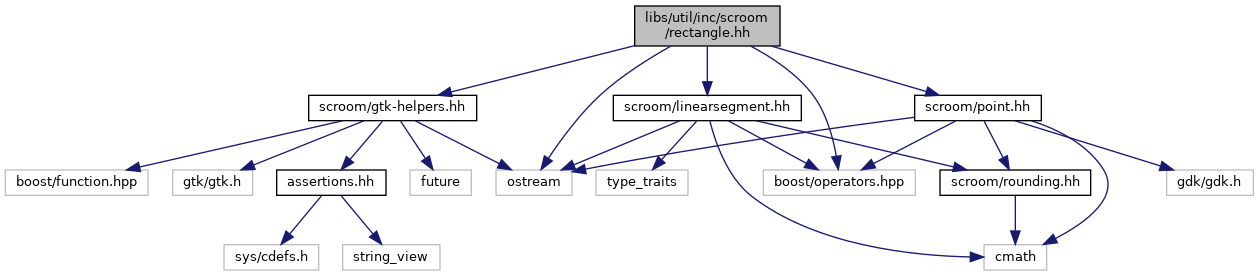 libs/util/inc/scroom
/rectangle.hh
scroom/gtk-helpers.hh
scroom/linearsegment.hh
scroom/point.hh
boost/function.hpp
gtk/gtk.h
assertions.hh
future
ostream
type_traits
boost/operators.hpp
scroom/rounding.hh
gdk/gdk.h
sys/cdefs.h
string_view
cmath